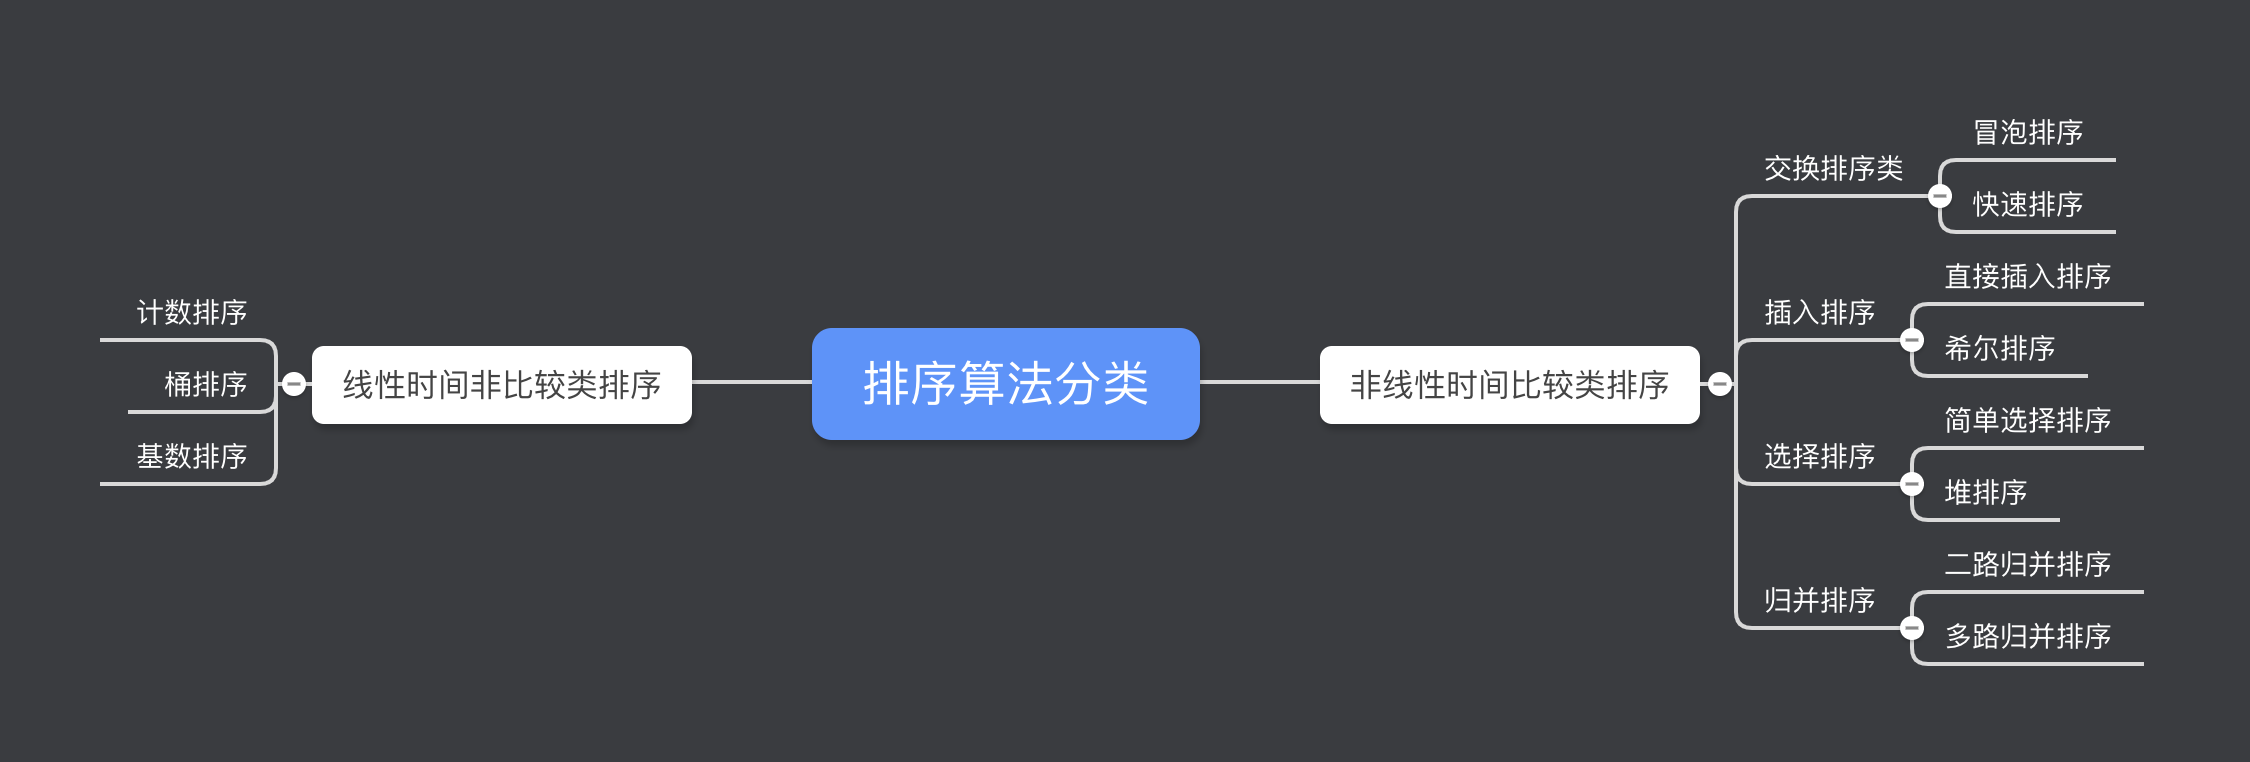 排序算法分类
线性时间非比较类排序
计数排序
桶排序
基数排序
非线性时间比较类排序
交换排序类
冒泡排序
快速排序
插入排序
直接插入排序
希尔排序
选择排序
简单选择排序
堆排序
归并排序
二路归并排序
多路归并排序